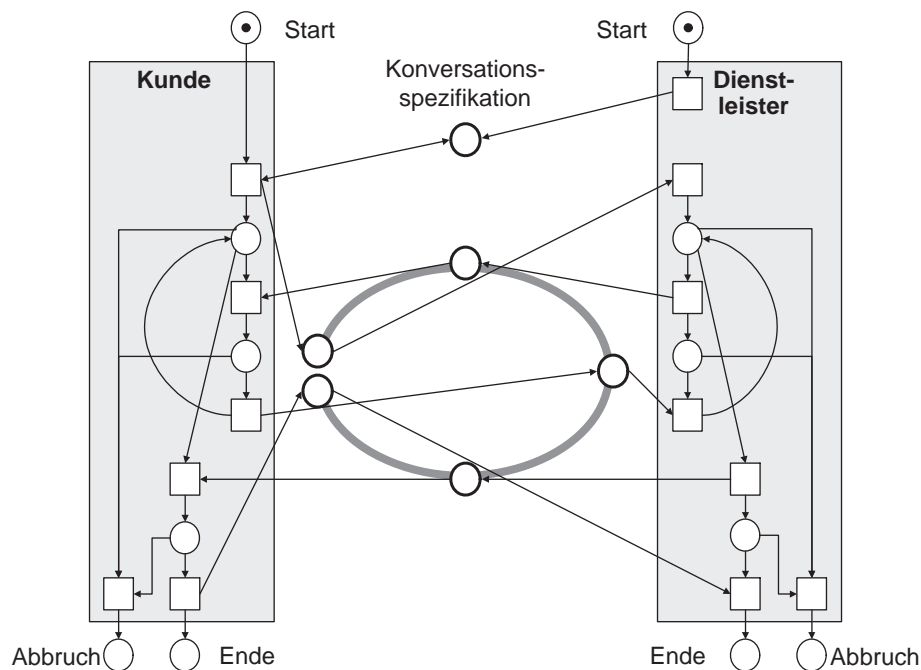 Start
Start
Kunde
Konversations-
spezifikation
Dienst-
leister
Abbruch
Ende
Ende
Abbruch